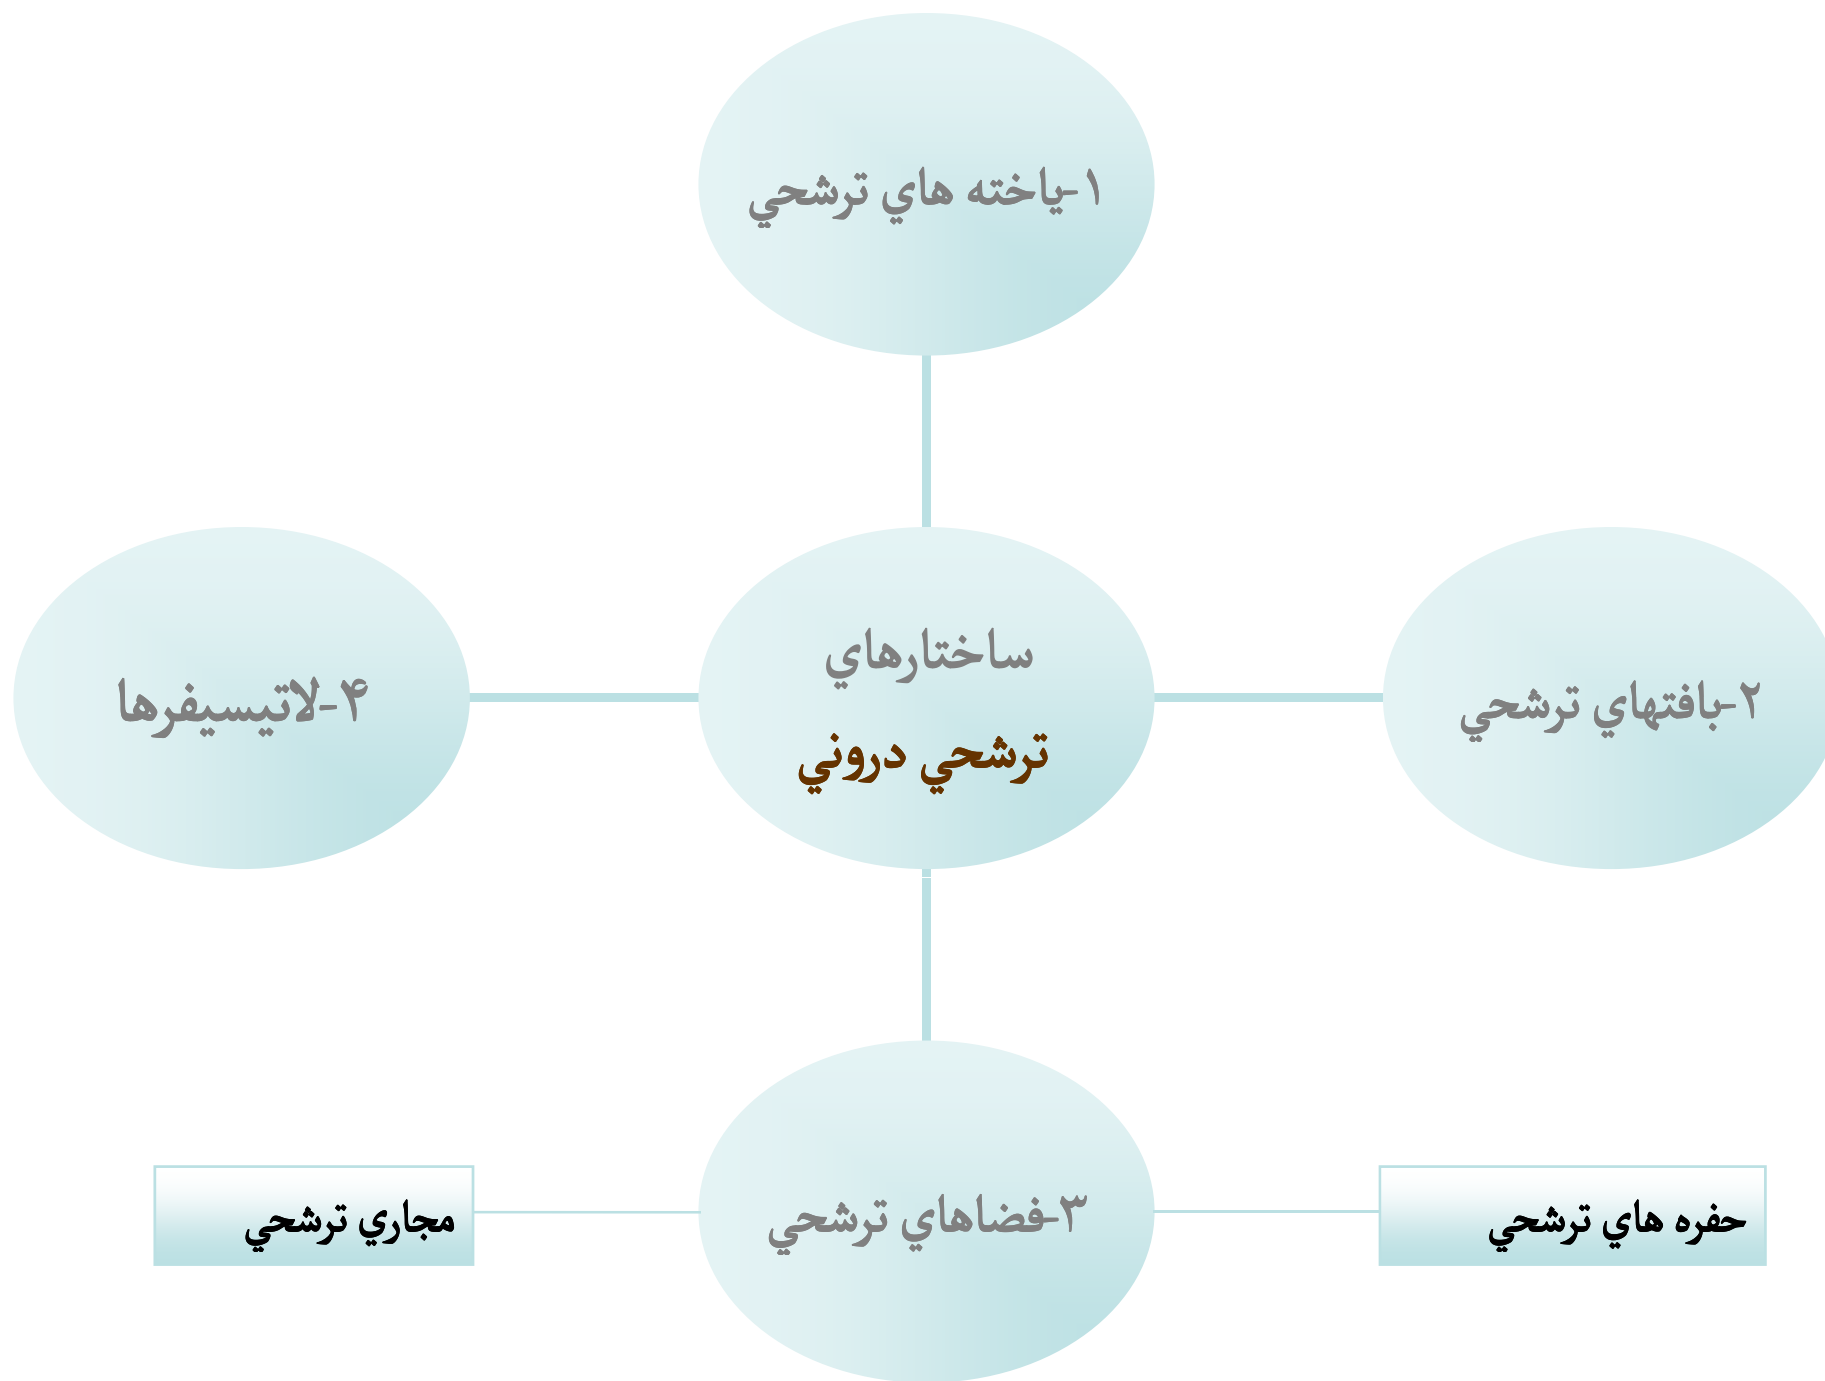 ۱-ياخته هاي ترشحي
ساختارهاي
ترشحي دروني
۲-بافتهاي ترشحي
۴-لاتيسيفرها
۳-فضاهاي ترشحي
حفره هاي ترشحي
مجاري ترشحي